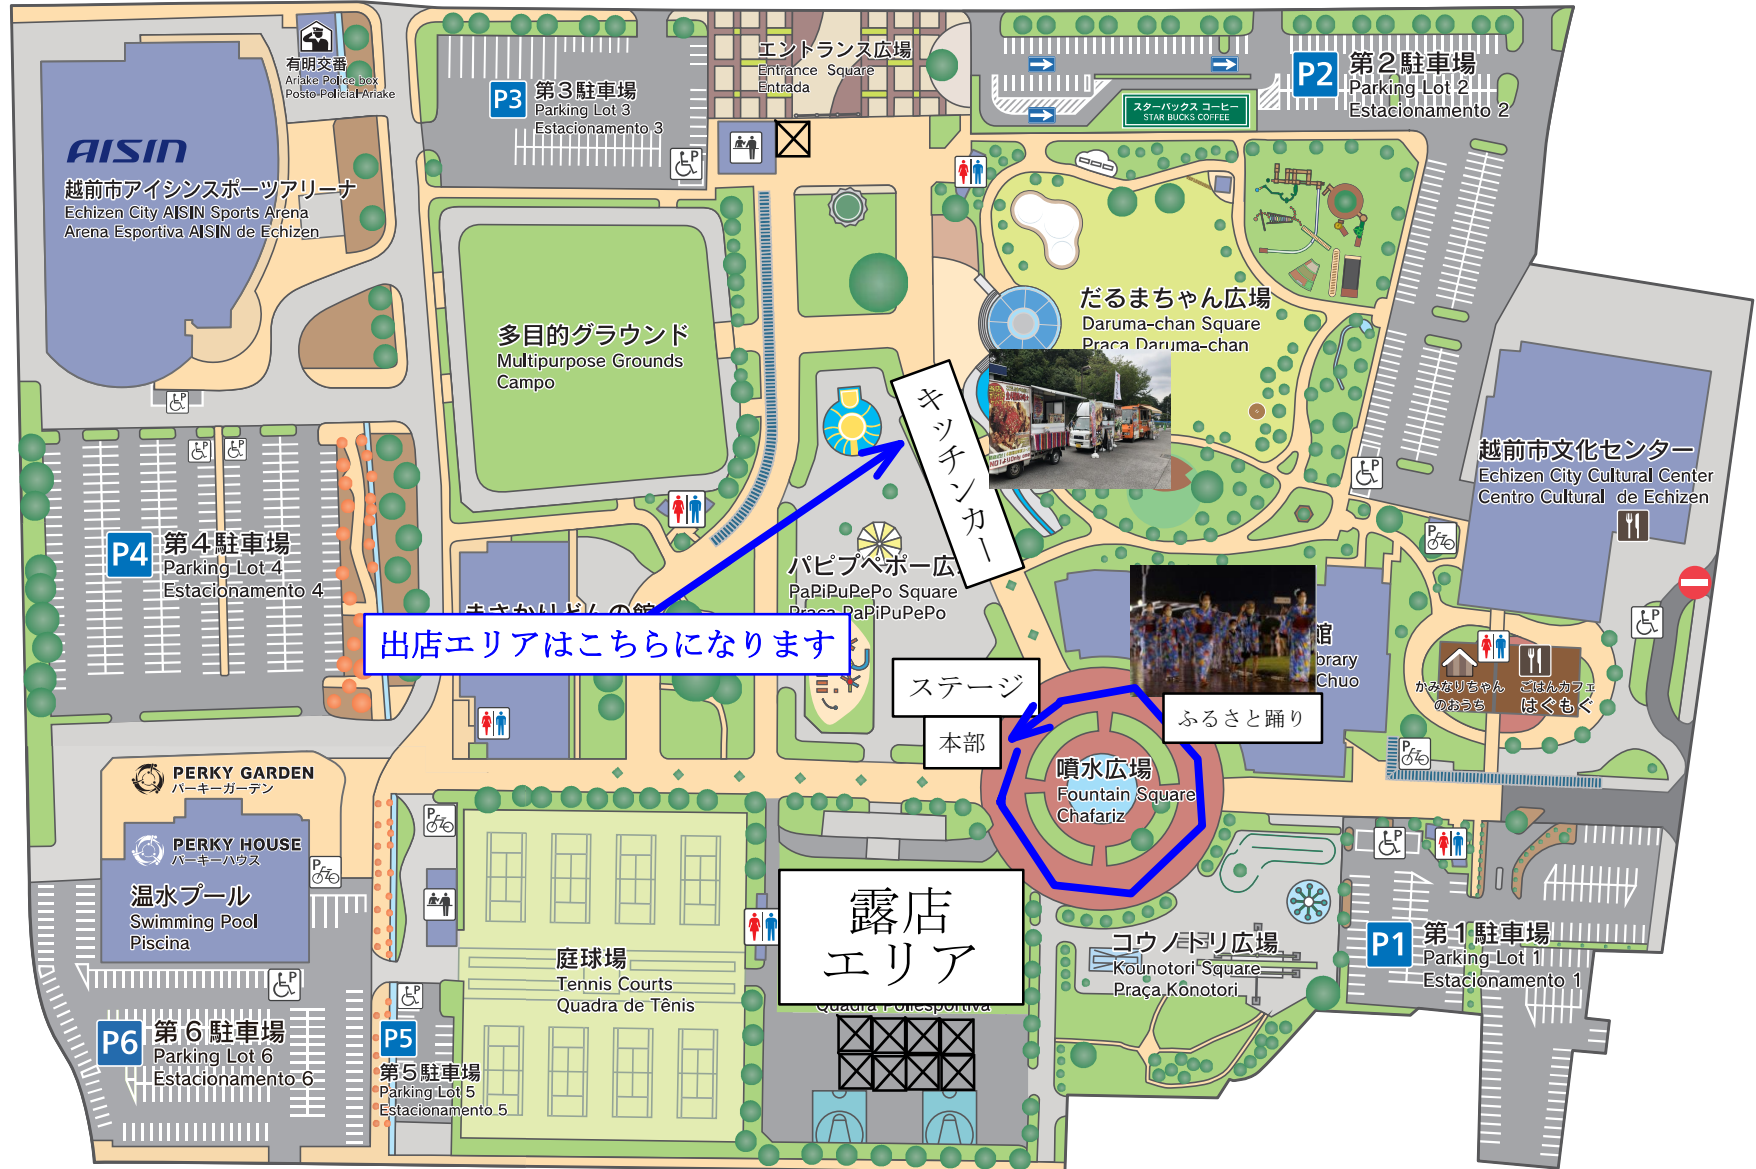 有明交番
Ariake Police box
Posto Policial Ariake
AISIN
越前市アイシンスポーツアリーナ
Echizen City AISIN Sports Arena
Arena Esportiva AISIN de Echizen
P3
第3駐車場
Parking Lot 3
Estacionamento 3
エントランス広場
Entrance Square
Entrada
P2
第2駐車場
Parking Lot 2
Estacionamento 2
スターバックス コーヒー
STAR BUCKS COFFEE
多目的グラウンド
Multipurpose Grounds
Campo
だるまちゃん広場
Daruma-chan Square
Praça Daruma-chan
キッチンカー
越前市文化センター
Echizen City Cultural Center
Centro Cultural de Echizen
P4
第4駐車場
Parking Lot 4
Estacionamento 4
パピプペポー広
PaPiPuPePo Square
Praça PaPiPuPePo
まさかりどんの館
出店エリアはこちらになります
館
brary
Chuo
ステージ
本部
ふるさと踊り
かみなりちゃん
のおうち
ごはんカフェ
はぐもぐ
噴水広場
Fountain Square
Chafariz
PERKY GARDEN
パーキーガーデン
PERKY HOUSE
パーキーハウス
温水プール
Swimming Pool
Piscina
庭球場
Tennis Courts
Quadra de Tênis
露店
エリア
Quadra Poliesportiva
コウノトリ広場
Kounotori Square
Praça Konotori
P1
第1駐車場
Parking Lot 1
Estacionamento 1
P6
第6駐車場
Parking Lot 6
Estacionamento 6
P5
第5駐車場
Parking Lot 5
Estacionamento 5